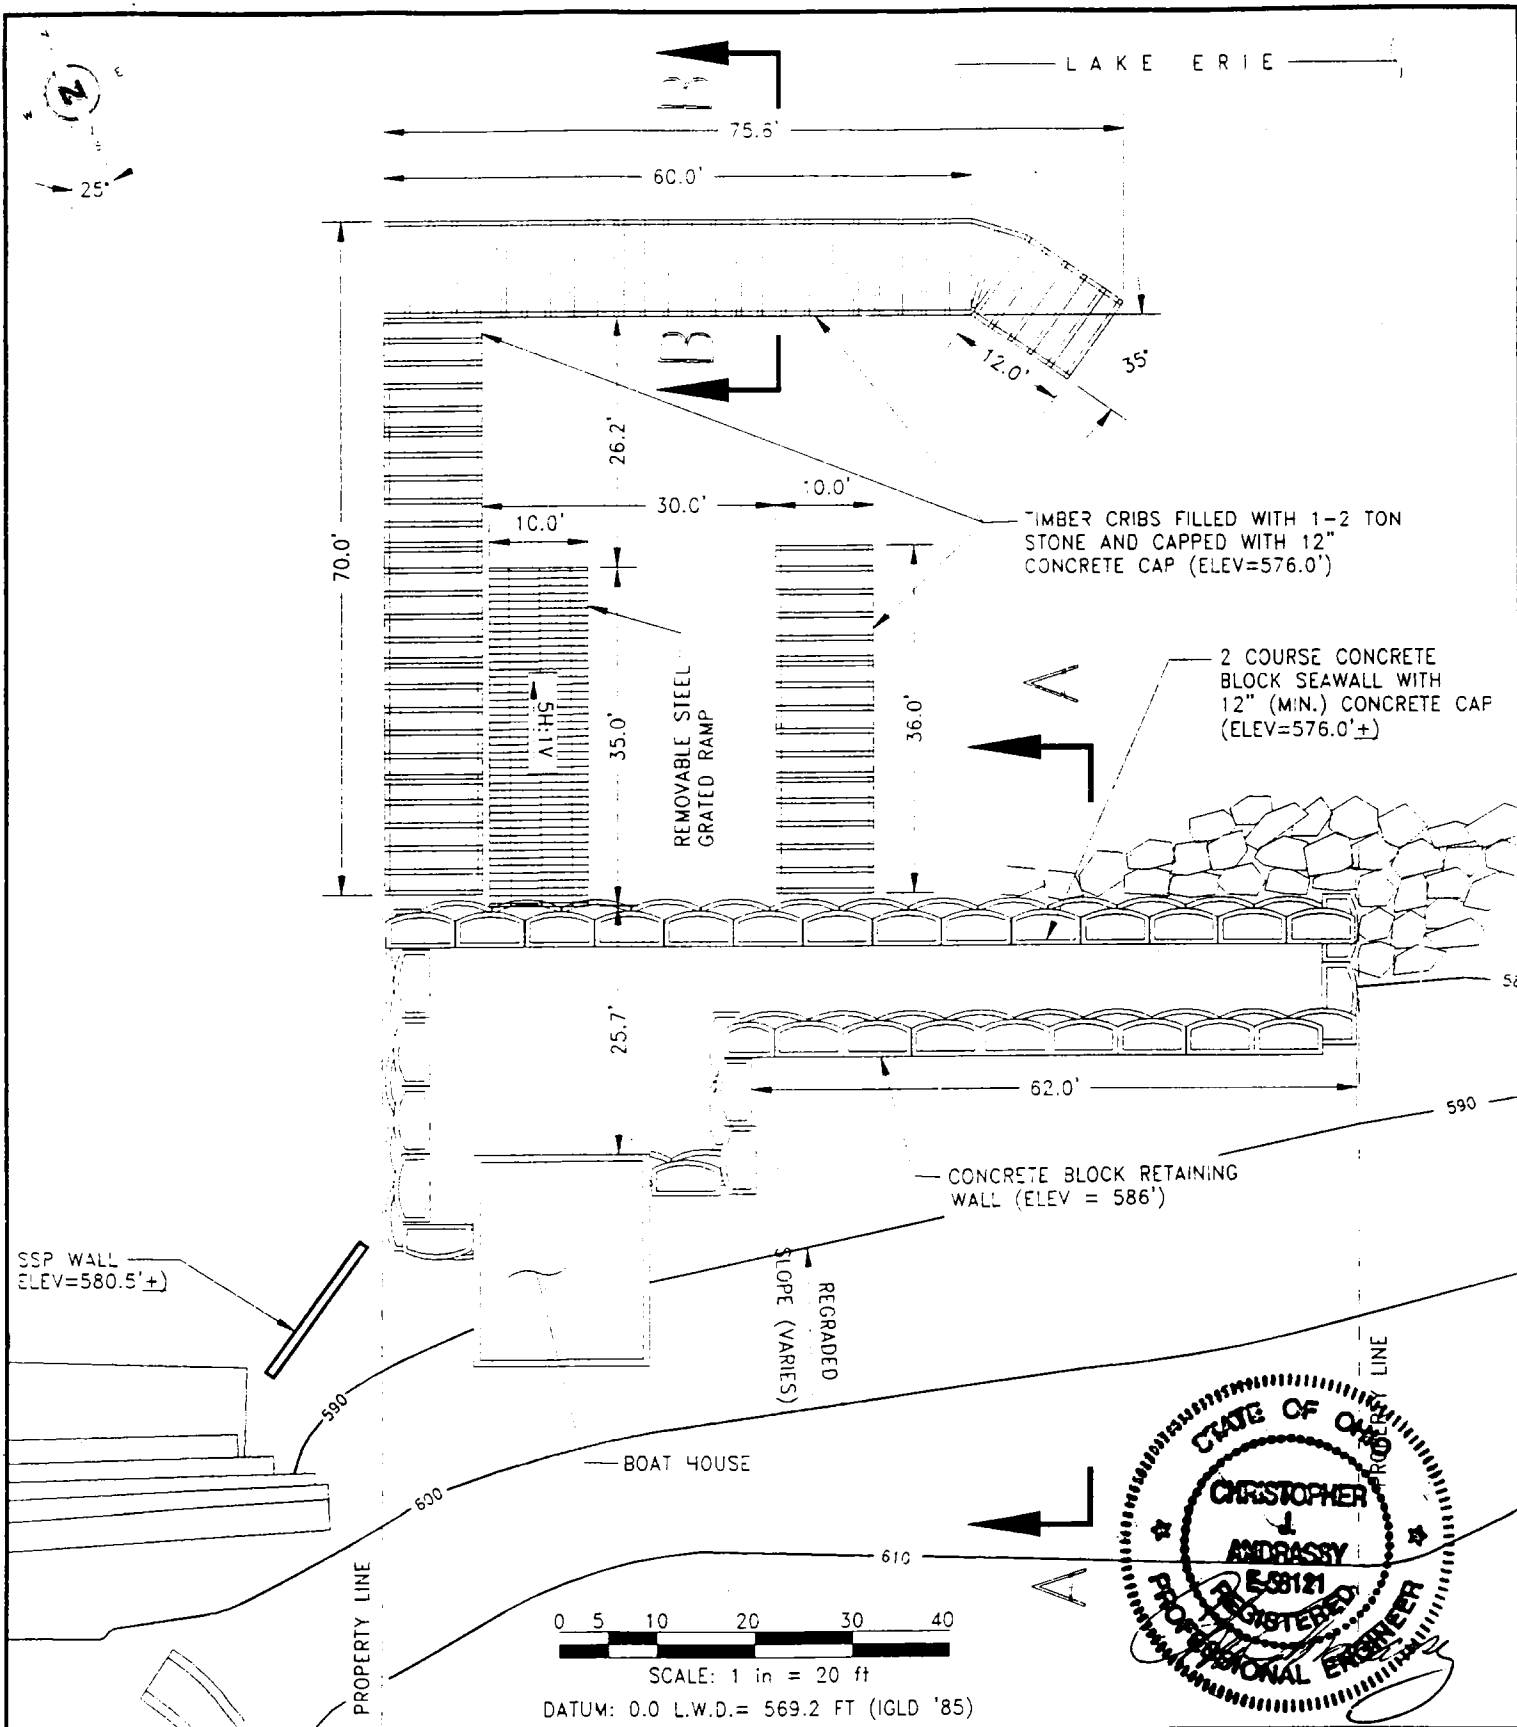 LAKE ERIE
N
E
25°
B
75.6'
60.0'
B
12.0'
35°
26.2'
30.0'
10.0'
10.0'
70.0'
TIMBER CRIBS FILLED WITH 1-2 TON
STONE AND CAPPED WITH 12"
CONCRETE CAP (ELEV=576.0')
5H:1V
35.0'
REMOVABLE STEEL
GRATED RAMP
36.0'
A
2 COURSE CONCRETE
BLOCK SEAWALL WITH
12" (MIN.) CONCRETE CAP
(ELEV=576.0'±)
25.7'
62.0'
590
CONCRETE BLOCK RETAINING
WALL (ELEV = 586')
SSP WALL
ELEV=580.5'±)
REGRADED
SLOPE (VARIES)
590
BOAT HOUSE
600
610
A
PROPERTY LINE
PROPERTY LINE
STATE OF OHIO
CHRISTOPHER
J.
ANDRASSY
E-58121
REGISTERED
PROFESSIONAL ENGINEER
0 5 10 20 30 40
SCALE: 1 in = 20 ft
DATUM: 0.0 L.W.D.= 569.2 FT (IGLD '85)